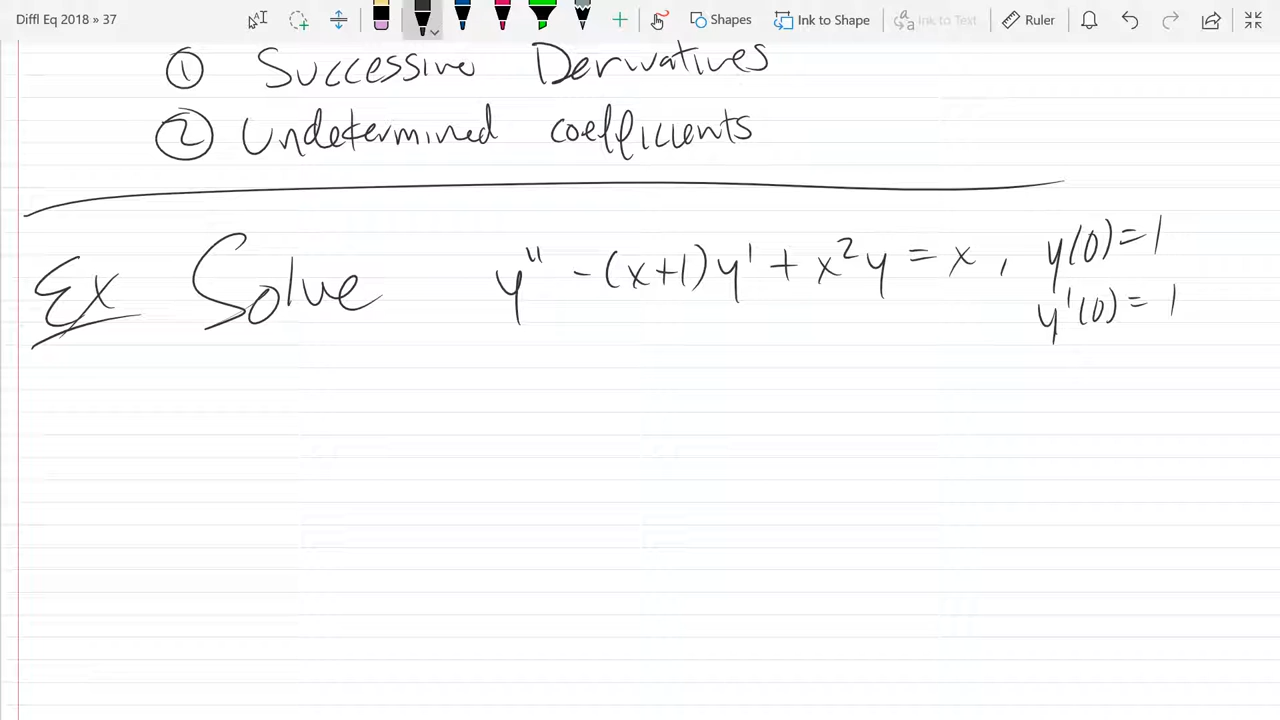 Diffl Eq 2018 » 37 Shapes Ink to Shape Ink to Text Ruler
① Successive Derivatives
② Undetermined coefficients
Ex Solve y'' - (x+1)y' + x²y = x, y(0)=1
y'(0) = 1